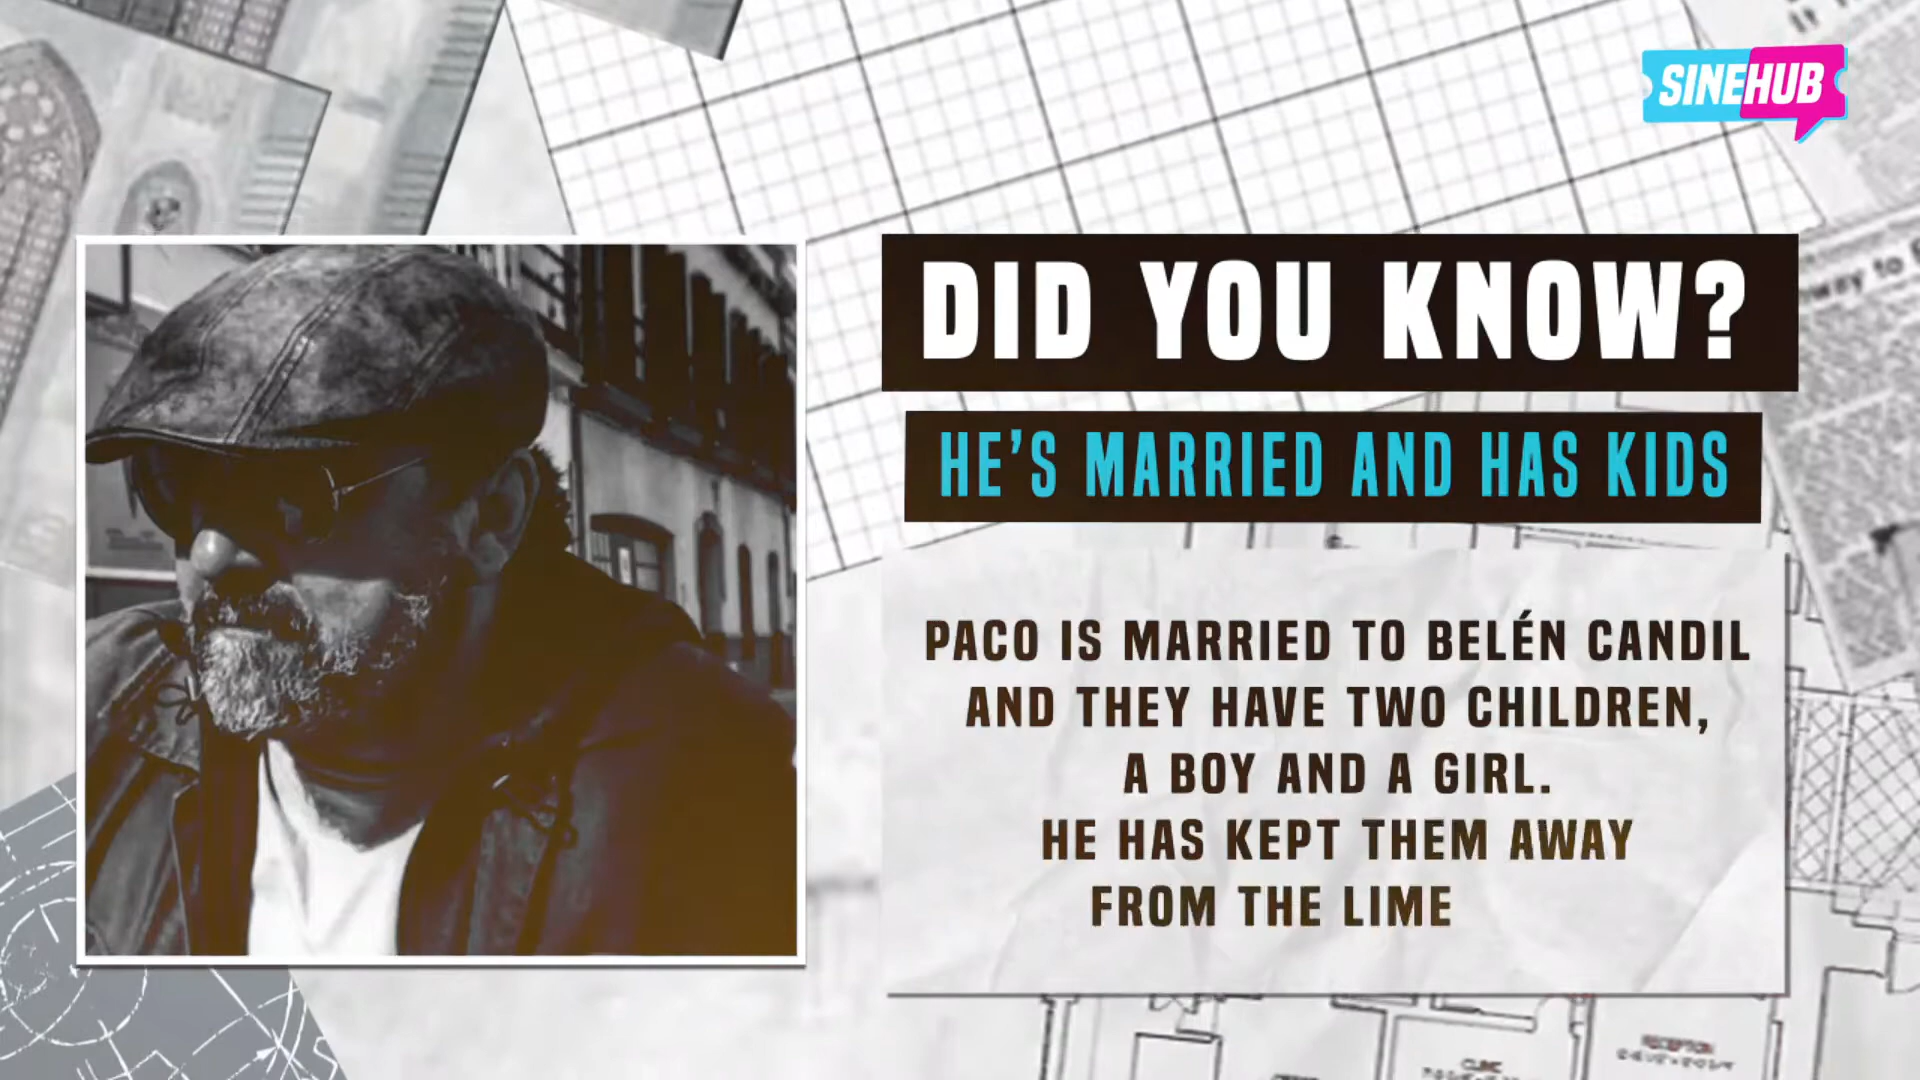 SINEHUB
DID YOU KNOW?
HE'S MARRIED AND HAS KIDS
PACO IS MARRIED TO BELÉN CANDIL
AND THEY HAVE TWO CHILDREN,
A BOY AND A GIRL.
HE HAS KEPT THEM AWAY
FROM THE LIME